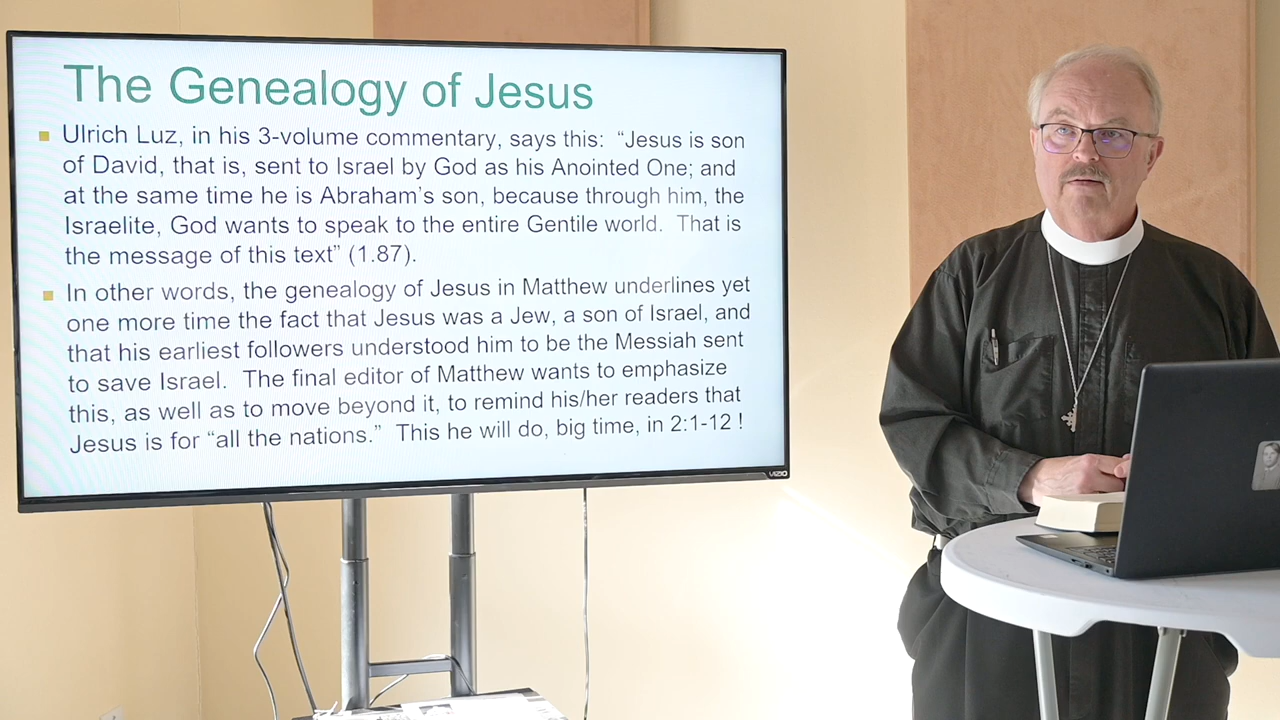 The Genealogy of Jesus
Ulrich Luz, in his 3-volume commentary, says this:  “Jesus is son
of David, that is, sent to Israel by God as his Anointed One; and
at the same time he is Abraham’s son, because through him, the
Israelite, God wants to speak to the entire Gentile world.  That is
the message of this text” (1.87).
In other words, the genealogy of Jesus in Matthew underlines yet
one more time the fact that Jesus was a Jew, a son of Israel, and
that his earliest followers understood him to be the Messiah sent
to save Israel.  The final editor of Matthew wants to emphasize
this, as well as to move beyond it, to remind his/her readers that
Jesus is for “all the nations.”  This he will do, big time, in 2:1-12 !
VIZIO